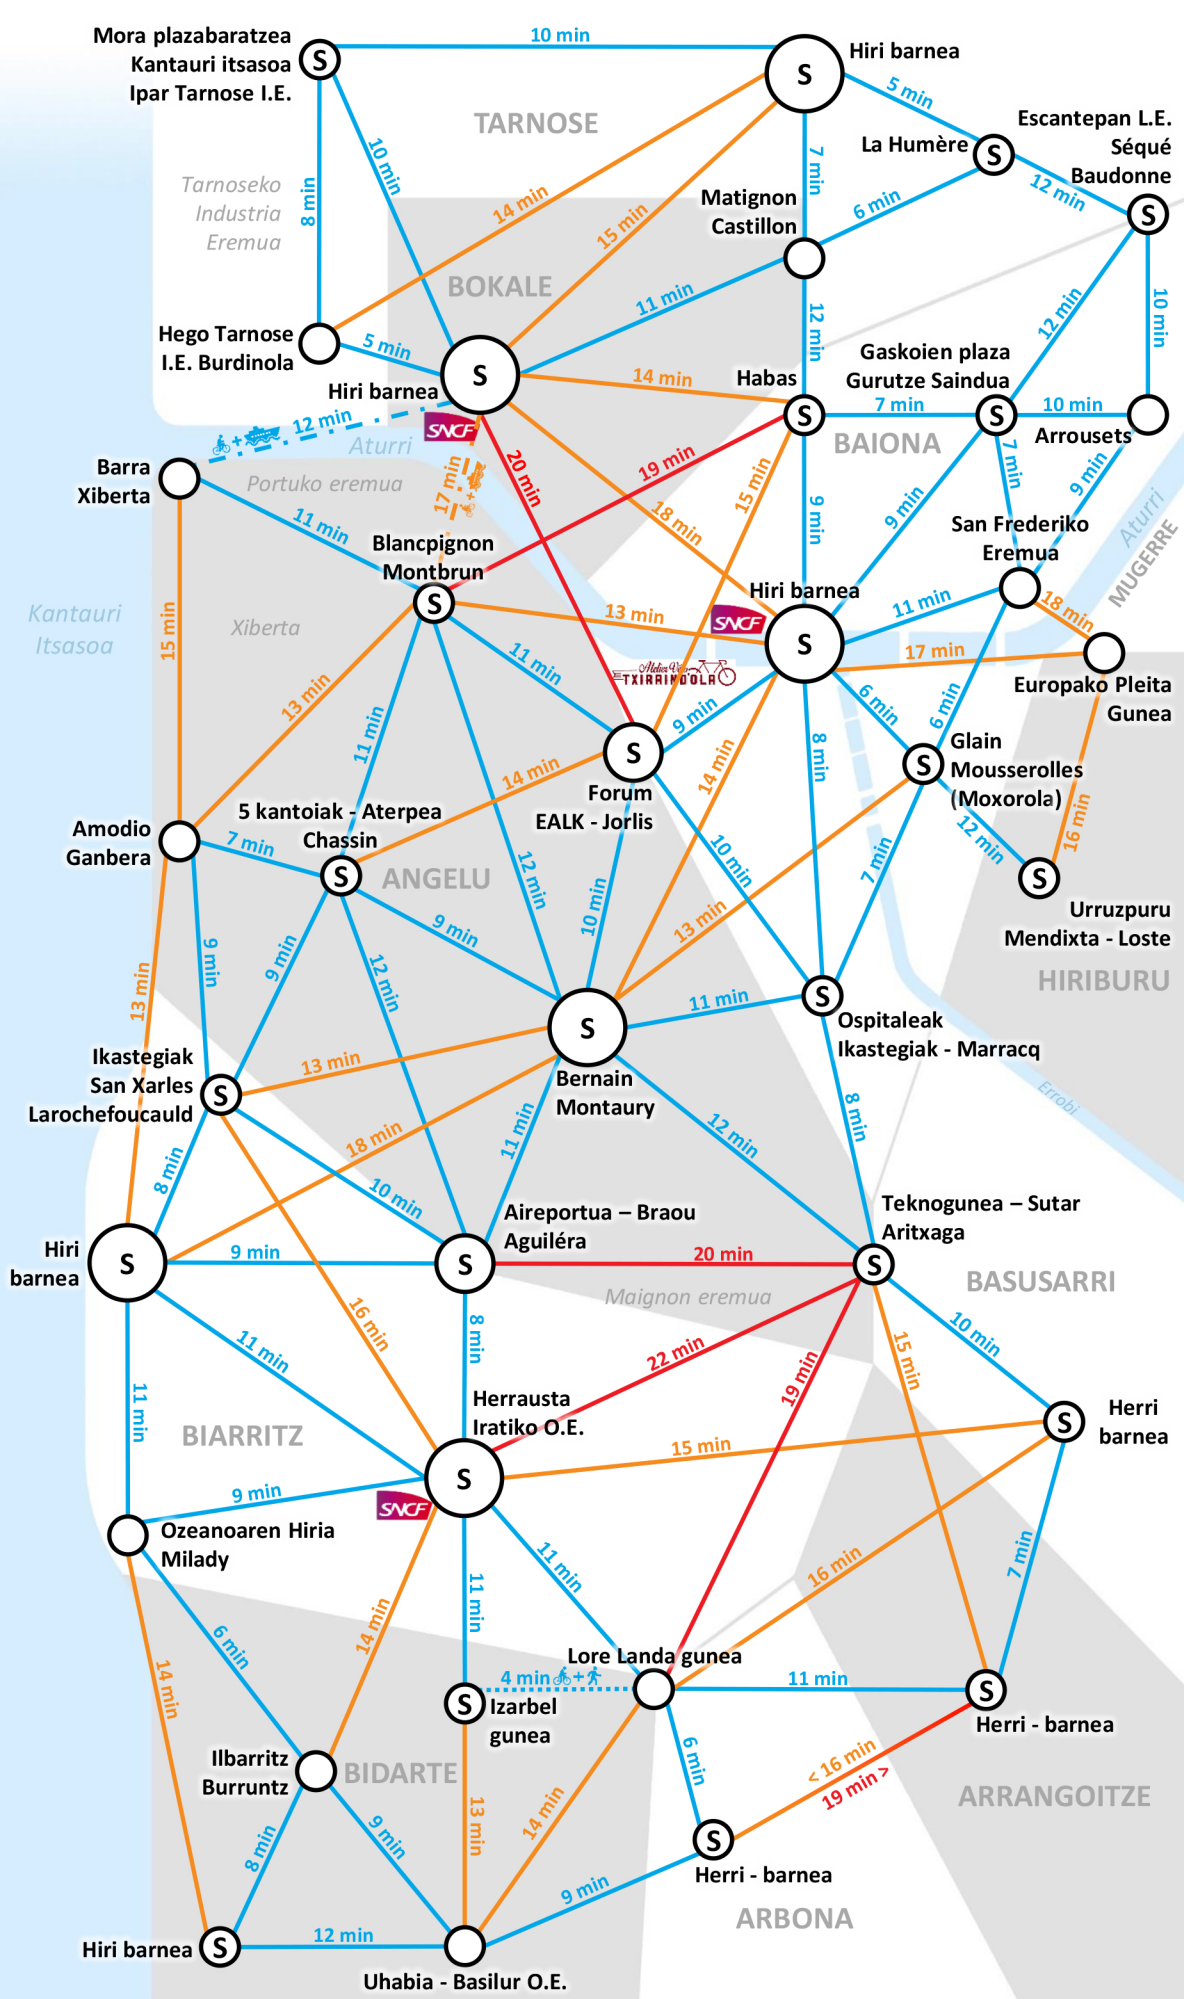 Mora plazabaratzea
Kantauri itsasoa
Ipar Tarnose I.E.
10 min
Hiri barnea
5 min
La Humère
Escantepan L.E.
Séqué
Baudonne
TARNOSE
10 min
7 min
12 min
Tarnoseko
Industria
Eremua
8 min
14 min
15 min
Matignon
Castillon
6 min
BOKALE
11 min
12 min
12 min
10 min
Hego Tarnose
I.E. Burdinola
5 min
Hiri barnea
14 min
Habas
Gaskoien plaza
Gurutze Saindua
7 min
10 min
Arrousets
BAIONA
12 min
SNCF
Aturri
Barra
Xiberta
Portuko eremua
17 min
20 min
19 min
15 min
18 min
9 min
9 min
7 min
9 min
11 min
Blancpignon
Montbrun
San Frederiko
Eremua
Aturri
MUGERRE
Kantauri
Itsasoa
Xiberta
15 min
13 min
Hiri barnea
SNCF
11 min
18 min
17 min
Atelier Vélo
TXIRRIND'OLA
Europako Pleita
Gunea
13 min
11 min
11 min
9 min
14 min
8 min
6 min
6 min
Glain
Mousserolles
(Moxorola)
14 min
Forum
EALK - Jorlis
5 kantoiak - Aterpea
Chassin
Amodio
Ganbera
7 min
ANGELU
12 min
10 min
10 min
7 min
12 min
16 min
Urruzpuru
Mendixta - Loste
HIRIBURU
9 min
9 min
9 min
12 min
13 min
13 min
11 min
Ospitaleak
Ikastegiak - Marracq
Ikastegiak
San Xarles
Larochefoucauld
13 min
Bernain
Montaury
Errobi
18 min
11 min
12 min
8 min
8 min
10 min
Aireportua – Braou
Aguiléra
Teknogunea – Sutar
Aritxaga
Hiri
barnea
9 min
20 min
Maignon eremua
BASUSARRI
11 min
16 min
8 min
22 min
19 min
15 min
10 min
11 min
BIARRITZ
Herrausta
Iratiko O.E.
15 min
Herri
barnea
9 min
SNCF
Ozeanoaren Hiria
Milady
11 min
11 min
16 min
7 min
6 min
14 min
14 min
Lore Landa gunea
4 min
+
11 min
Izarbel
gunea
Herri - barnea
Ilbarritz
Burruntz
BIDARTE
6 min
< 16 min
19 min >
ARRANGOITZE
8 min
9 min
13 min
14 min
9 min
Herri - barnea
ARBONA
Hiri barnea
12 min
Uhabia - Basilur O.E.